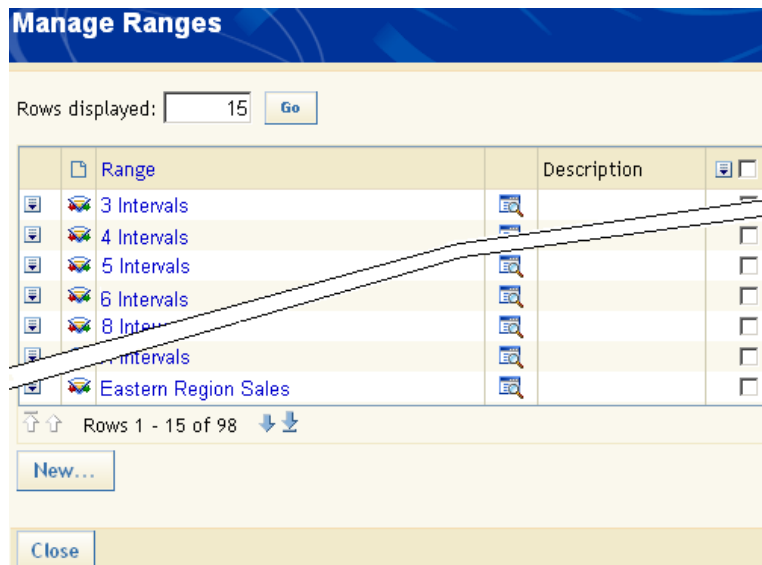 Manage Ranges
Rows displayed: 15 Go
Range Description
3 Intervals
4 Intervals
5 Intervals
6 Intervals
8
Intervals
Eastern Region Sales
Rows 1 - 15 of 98
New...
Close